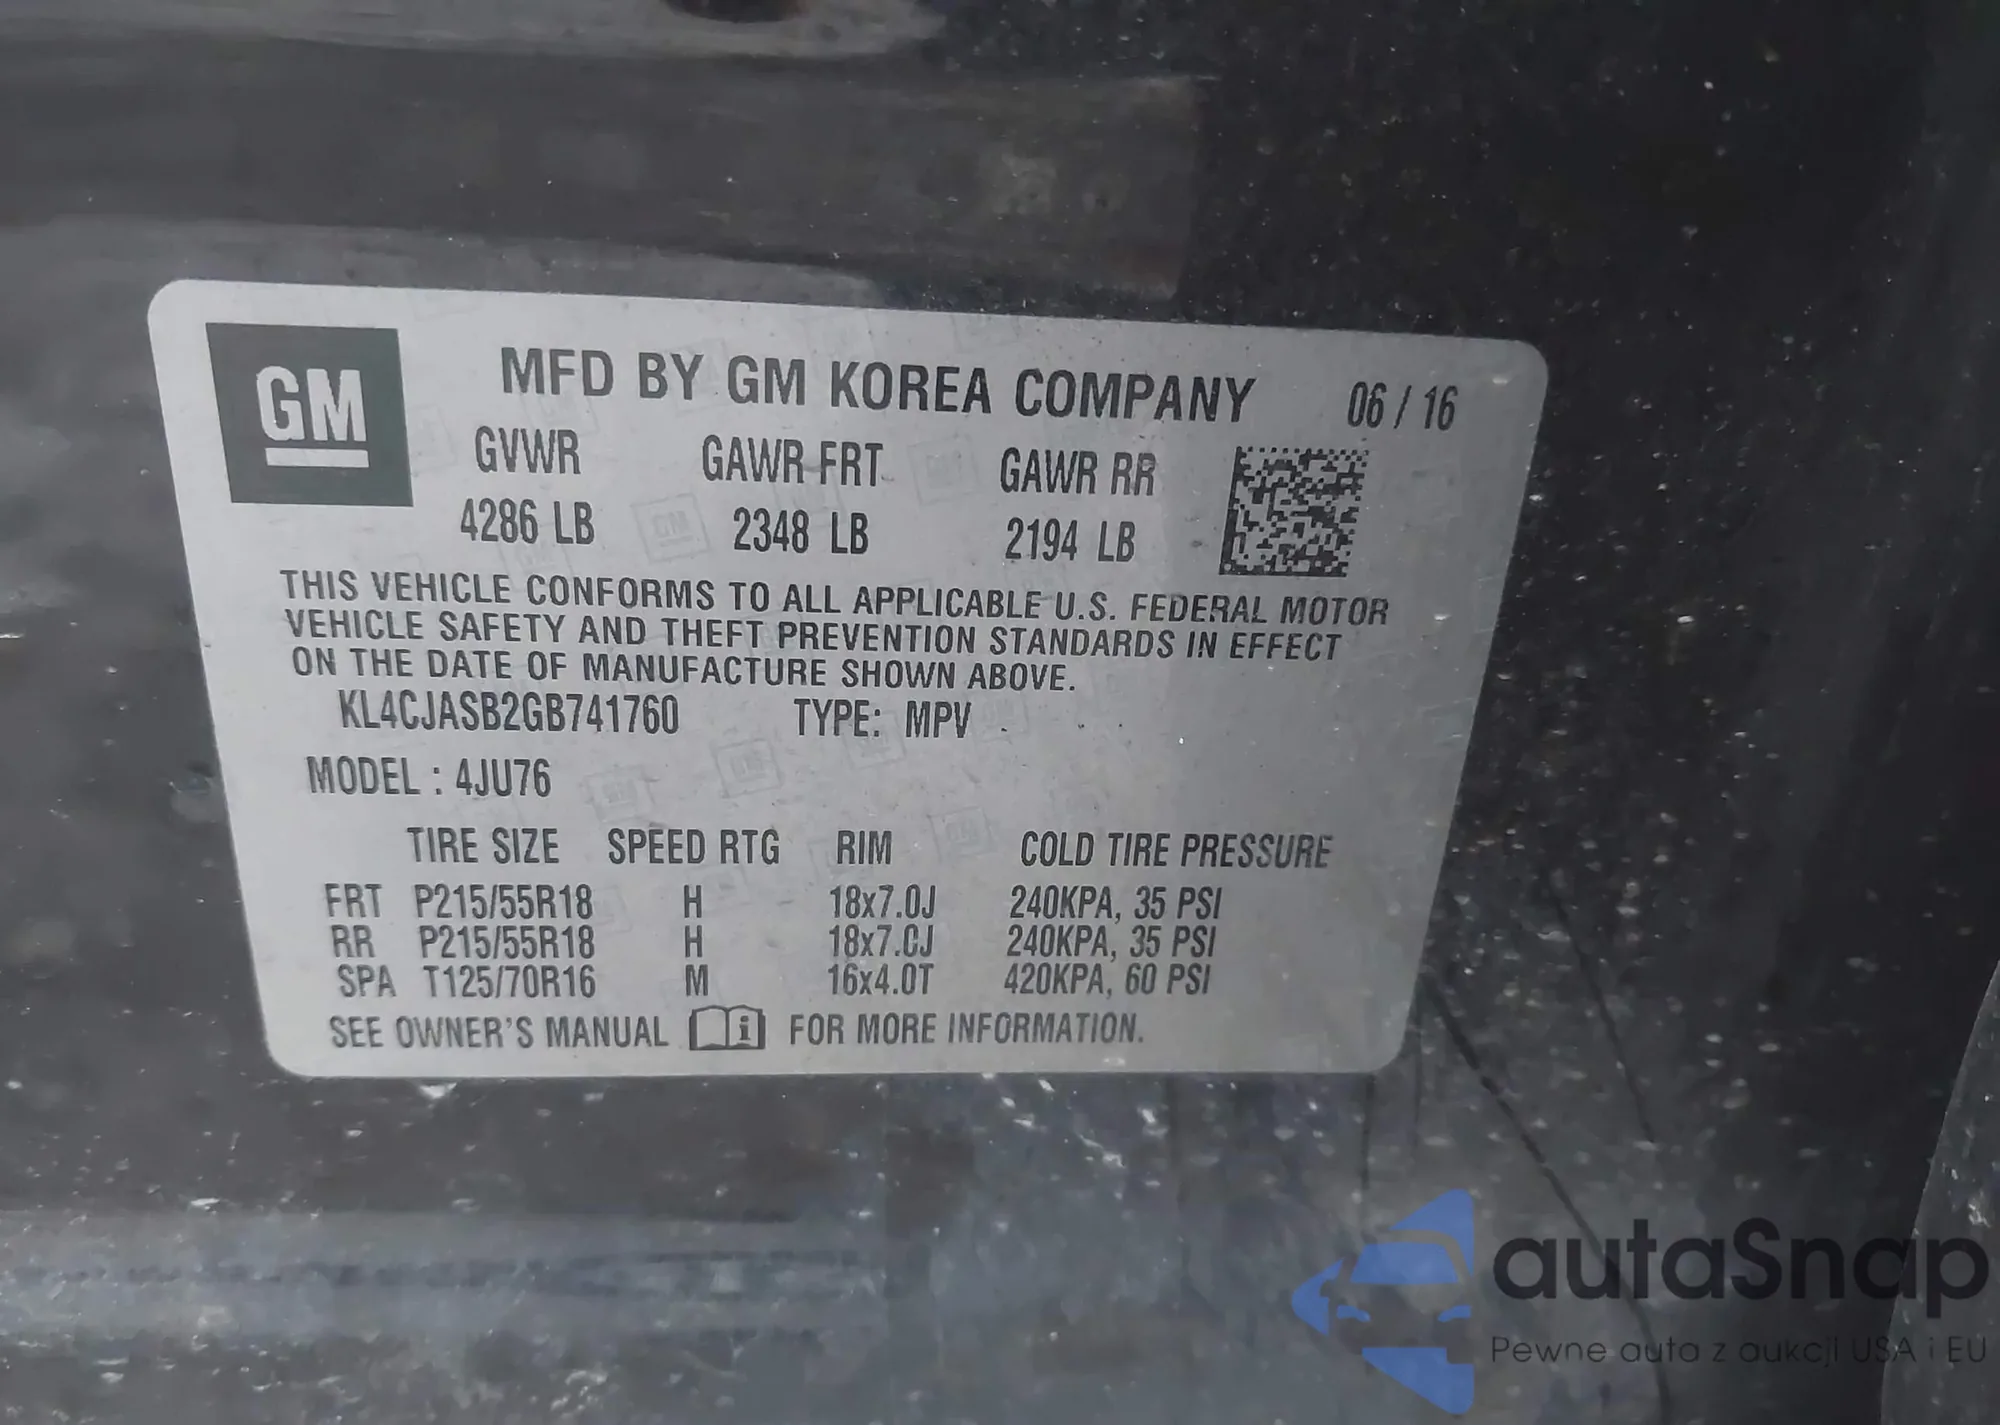 GM
MFD BY GM KOREA COMPANY 06 / 16
GVWR GAWR FRT GAWR RR
4286 LB 2348 LB 2194 LB
THIS VEHICLE CONFORMS TO ALL APPLICABLE U.S. FEDERAL MOTOR
VEHICLE SAFETY AND THEFT PREVENTION STANDARDS IN EFFECT
ON THE DATE OF MANUFACTURE SHOWN ABOVE.
KL4CJASB2GB741760 TYPE: MPV
MODEL : 4JU76
TIRE SIZE SPEED RTG RIM COLD TIRE PRESSURE
FRT P215/55R18 H 18x7.0J 240KPA, 35 PSI
RR P215/55R18 H 18x7.0J 240KPA, 35 PSI
SPA T125/70R16 M 16x4.0T 420KPA, 60 PSI
SEE OWNER'S MANUAL i FOR MORE INFORMATION.
autaSnap
Pewne auta z aukcji USA i EU